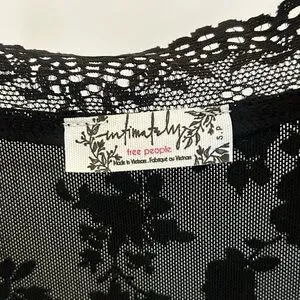 intimately
free people
Made in Vietnam . Fabriqué au Vietnam
S.P